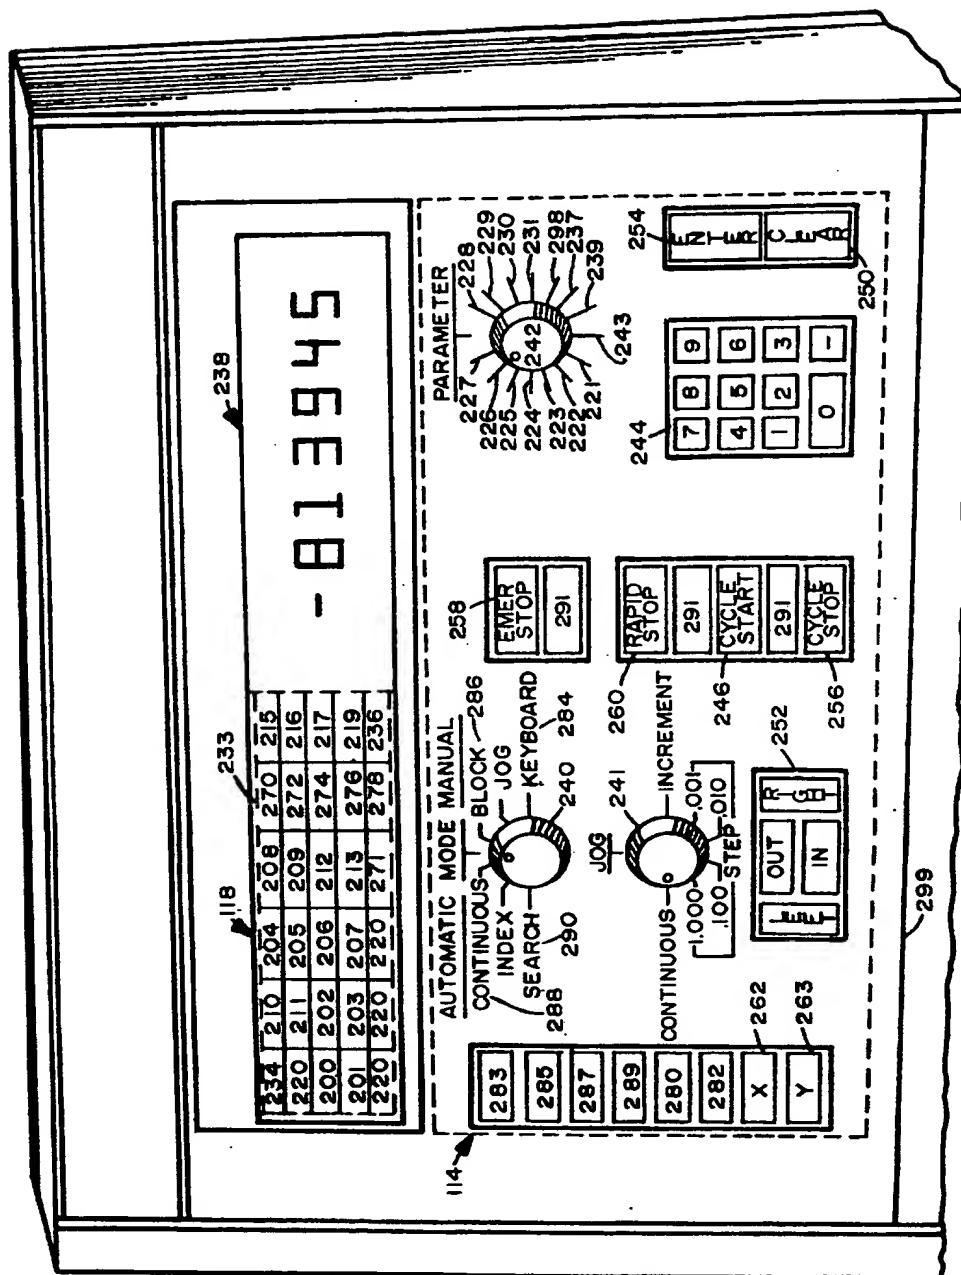 118
233
238
234 210 204 208 270 215
220 211 205 209 272 216
200 202 206 212 274 217
201 203 207 213 276 219
220 220 220 271 278 236
-813945
114
283
285
287
289
280
282
X
Y
262
263
AUTOMATIC MODE MANUAL
CONTINUOUS
BLOCK
286
INDEX
JOG
SEARCH
KEYBOARD
288
290
240
284
JOG
241
CONTINUOUS
INCREMENT
1.000
.001
.100
.010
STEP
LEFT
OUT
IN
RIGHT
252
258
EMER STOP
291
260
RAPID STOP
291
246
CYCLE START
291
256
CYCLE STOP
PARAMETER
227
228
226
229
225
230
224
242
231
223
298
222
237
221
239
243
244
7 8 9
4 5 6
1 2 3
0 -
254
ENTER
CLEAR
250
299